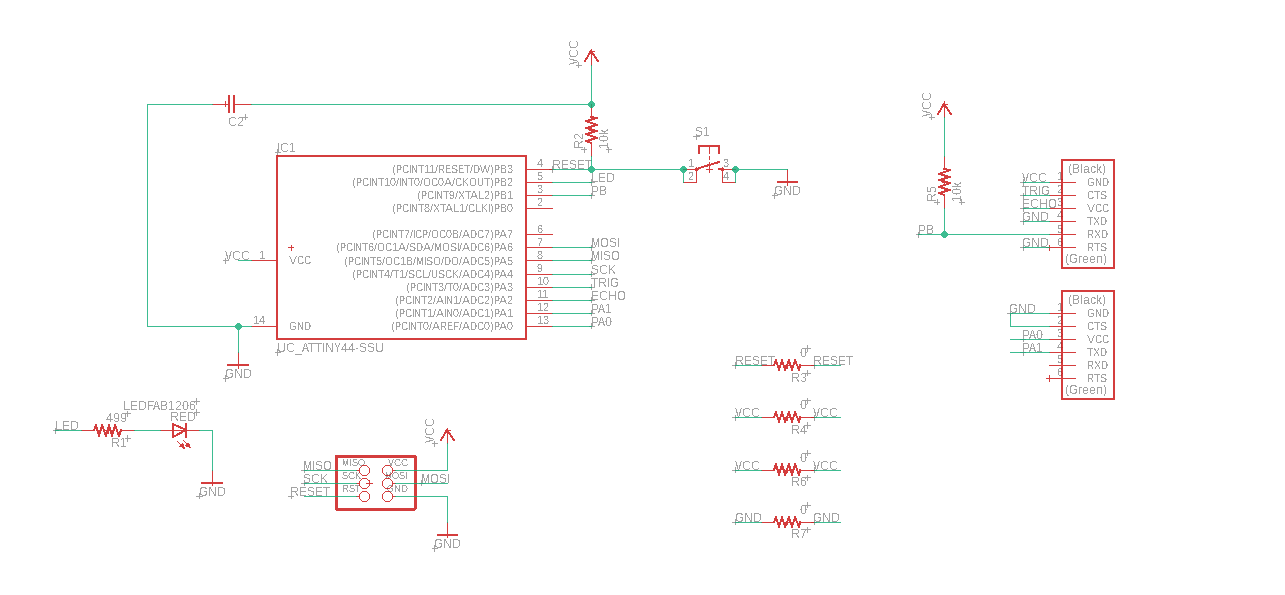 VCC
C2
R2
10k
S1
1
2
3
4
GND
IC1
(PCINT11/RESET/DW)PB3
4
RESET
(PCINT10/INT0/OC0A/CKOUT)PB2
5
LED
(PCINT9/XTAL2)PB1
3
PB
(PCINT8/XTAL1/CLKI)PB0
2
(PCINT7/ICP/OC0B/ADC7)PA7
6
(PCINT6/OC1A/SDA/MOSI/ADC6)PA6
7
MOSI
(PCINT5/OC1B/MISO/DO/ADC5)PA5
8
MISO
(PCINT4/T1/SCL/USCK/ADC4)PA4
9
SCK
(PCINT3/T0/ADC3)PA3
10
TRIG
(PCINT2/AIN1/ADC2)PA2
11
ECHO
(PCINT1/AIN0/ADC1)PA1
12
PA1
(PCINT0/AREF/ADC0)PA0
13
PA0
VCC
1
VCC
14
GND
UC_ATTINY44-SSU
GND
VCC
R5
10k
PB
(Black)
VCC
1
GND
TRIG
2
CTS
ECHO
3
VCC
GND
4
TXD
5
RXD
GND
6
RTS
(Green)
(Black)
GND
1
GND
2
CTS
PA0
3
VCC
PA1
4
TXD
5
RXD
6
RTS
(Green)
LED
499
R1
LEDFAB1206
RED
GND
MISO
SCK
RESET
MISO
SCK
RST
VCC
MOSI
GND
VCC
MOSI
GND
RESET
0
R3
RESET
VCC
0
R4
VCC
VCC
0
R6
VCC
GND
0
R7
GND